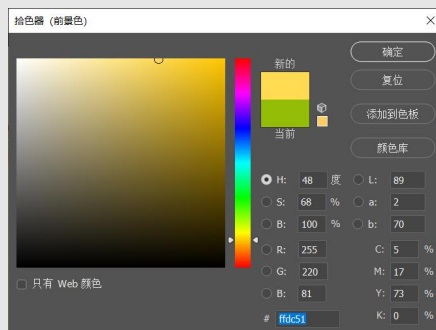 拾色器 (前景色)
新的
当前
确定
复位
添加到色板
颜色库
H: 48 度
S: 68 %
B: 100 %
R: 255
G: 220
B: 81
L: 89
a: 2
b: 70
C: 5 %
M: 17 %
Y: 73 %
K: 0 %
# ffdc51
只有 Web 颜色